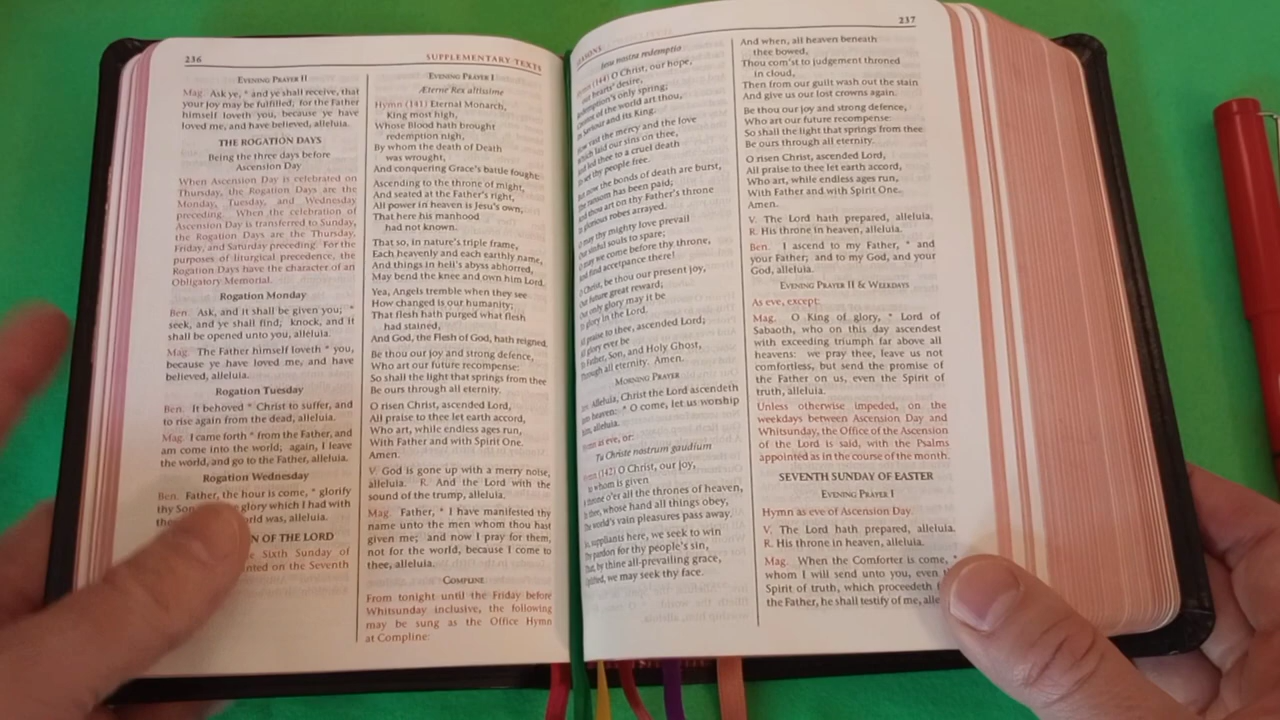 236
SUPPLEMENTARY TEXTS
EVENING PRAYER II
Mag. Ask ye, * and ye shall receive, that
your joy may be fulfilled; for the Father
himself loveth you, because ye have
loved me, and have believed, alleluia.
THE ROGATION DAYS
Being the three days before
Ascension Day
When Ascension Day is celebrated on
Thursday, the Rogation Days are the
Monday, Tuesday, and Wednesday
preceding. When the celebration of
Ascension Day is transferred to Sunday,
the Rogation Days are the Thursday,
Friday, and Saturday preceding. For the
purposes of liturgical precedence, the
Rogation Days have the character of an
Obligatory Memorial.
Rogation Monday
Ben. Ask, and it shall be given you; *
seek, and ye shall find; knock, and it
shall be opened unto you, alleluia.
Mag. The Father himself loveth * you,
because ye have loved me, and have
believed, alleluia.
Rogation Tuesday
Ben. It behoved * Christ to suffer, and
to rise again from the dead, alleluia.
Mag. I came forth * from the Father, and
am come into the world; again, I leave
the world, and go to the Father, alleluia.
Rogation Wednesday
Ben. Father, the hour is come, * glorify
thy Son glory which I had with
world was, alleluia.
OF THE LORD
Sixth Sunday of
on the Seventh
EVENING PRAYER I
Æterne Rex altissime
Hymn (141) Eternal Monarch,
King most high,
Whose Blood hath brought
redemption nigh,
By whom the death of Death
was wrought,
And conquering Grace's battle fought:
Ascending to the throne of might,
And seated at the Father's right,
All power in heaven is Jesu's own,
That here his manhood
had not known.
That so, in nature's triple frame,
Each heavenly and each earthly name,
And things in hell's abyss abhorred,
May bend the knee and own him Lord.
Yea, Angels tremble when they see
How changed is our humanity;
That flesh hath purged what flesh
had stained,
And God, the Flesh of God, hath reigned.
Be thou our joy and strong defence,
Who art our future recompense:
So shall the light that springs from thee
Be ours through all eternity.
O risen Christ, ascended Lord,
All praise to thee let earth accord,
Who art, while endless ages run,
With Father and with Spirit One.
Amen.
V. God is gone up with a merry noise,
alleluia. R. And the Lord with the
sound of the trump, alleluia.
Mag. Father, * I have manifested thy
name unto the men whom thou hast
given me; and now I pray for them,
not for the world, because I come to
thee, alleluia.
COMPLINE
From tonight until the Friday before
Whitsunday inclusive, the following
may be sung as the Office Hymn
at Compline:
237
Jesu nostra redemptio
(144) O Christ, our hope,
our hearts' desire,
Redemption's only spring;
Creator of the world art thou,
Its Saviour and its King.
How vast the mercy and the love
which laid our sins on thee,
And led thee to a cruel death
To set thy people free.
But now the bonds of death are burst,
The ransom has been paid;
And thou art on thy Father's throne
In glorious robes arrayed.
O may thy mighty love prevail
Our sinful souls to spare;
O may we come before thy throne,
And find acceptance there!
O Christ, be thou our present joy,
Our future great reward;
Our only glory may it be
To glory in the Lord.
All praise to thee, ascended Lord;
All glory ever be
To Father, Son, and Holy Ghost,
Through all eternity. Amen.
MORNING PRAYER
Alleluia, Christ the Lord ascendeth
into heaven: * O come, let us worship
him, alleluia.
Hymn as eve, or:
Tu Christe nostrum gaudium
Hymn (142) O Christ, our joy,
to whom is given
A throne o'er all the thrones of heaven,
In thee, whose hand all things obey,
The world's vain pleasures pass away.
So, suppliants here, we seek to win
Thy pardon for thy people's sin,
That, by thine all-prevailing grace,
Uplifted, we may seek thy face.
And when, all heaven beneath
thee bowed,
Thou com'st to judgement throned
in cloud,
Then from our guilt wash out the stain
And give us our lost crowns again.
Be thou our joy and strong defence,
Who art our future recompense:
So shall the light that springs from thee
Be ours through all eternity.
O risen Christ, ascended Lord,
All praise to thee let earth accord,
Who art, while endless ages run,
With Father and with Spirit One.
Amen.
V. The Lord hath prepared, alleluia.
R. His throne in heaven, alleluia.
Ben. I ascend to my Father, * and
your Father; and to my God, and your
God, alleluia.
EVENING PRAYER II & WEEKDAYS
As eve, except:
Mag. O King of glory, * Lord of
Sabaoth, who on this day ascendest
with exceeding triumph far above all
heavens: we pray thee, leave us not
comfortless, but send the promise of
the Father on us, even the Spirit of
truth, alleluia.
Unless otherwise impeded, on the
weekdays between Ascension Day and
Whitsunday, the Office of the Ascension
of the Lord is said, with the Psalms
appointed as in the course of the month.
SEVENTH SUNDAY OF EASTER
EVENING PRAYER I
Hymn as eve of Ascension Day.
V. The Lord hath prepared, alleluia.
R. His throne in heaven, alleluia.
Mag. When the Comforter is come, *
whom I will send unto you, even
Spirit of truth, which proceedeth
the Father, he shall testify of me,